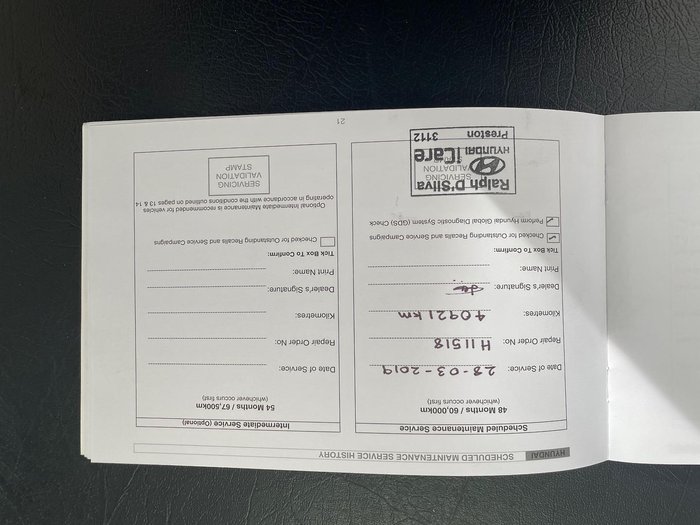 HYUNDAI SCHEDULED MAINTENANCE SERVICE HISTORY
Scheduled Maintenance Service
48 Months / 60,000km
(whichever occurs first)
Date of Service: 28-03-2019
Repair Order No: H11518
Kilometres: 40921km
Dealer's Signature:
Print Name:
Tick Box To Confirm:
Checked for Outstanding Recalls and Service Campaigns
Perform Hyundai Global Diagnostic System (GDS) Check
SERVICING
VALIDATION
Ralph D'Silva
HYUNDAI iCare
Preston 3112
Intermediate Service (Optional)
54 Months / 67,500km
(whichever occurs first)
Date of Service:
Repair Order No:
Kilometres:
Dealer's Signature:
Print Name:
Tick Box To Confirm:
Checked for Outstanding Recalls and Service Campaigns
Optional Intermediate Maintenance is recommended for vehicles
operating in accordance with the conditions outlined on pages 13 & 14
SERVICING
VALIDATION
STAMP
21